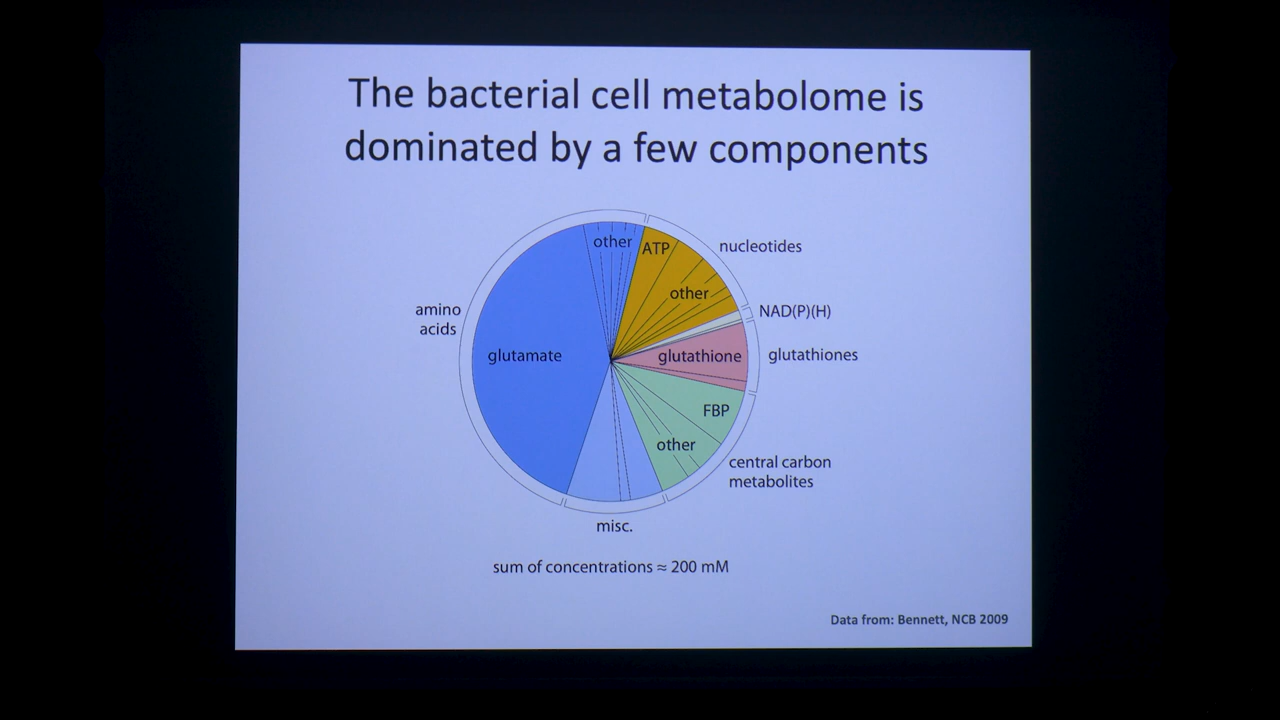 The bacterial cell metabolome is
dominated by a few components
other
ATP
nucleotides
other
NAD(P)(H)
amino
acids
glutamate
glutathione
glutathiones
FBP
other
central carbon
metabolites
misc.
sum of concentrations ≈ 200 mM
Data from: Bennett, NCB 2009